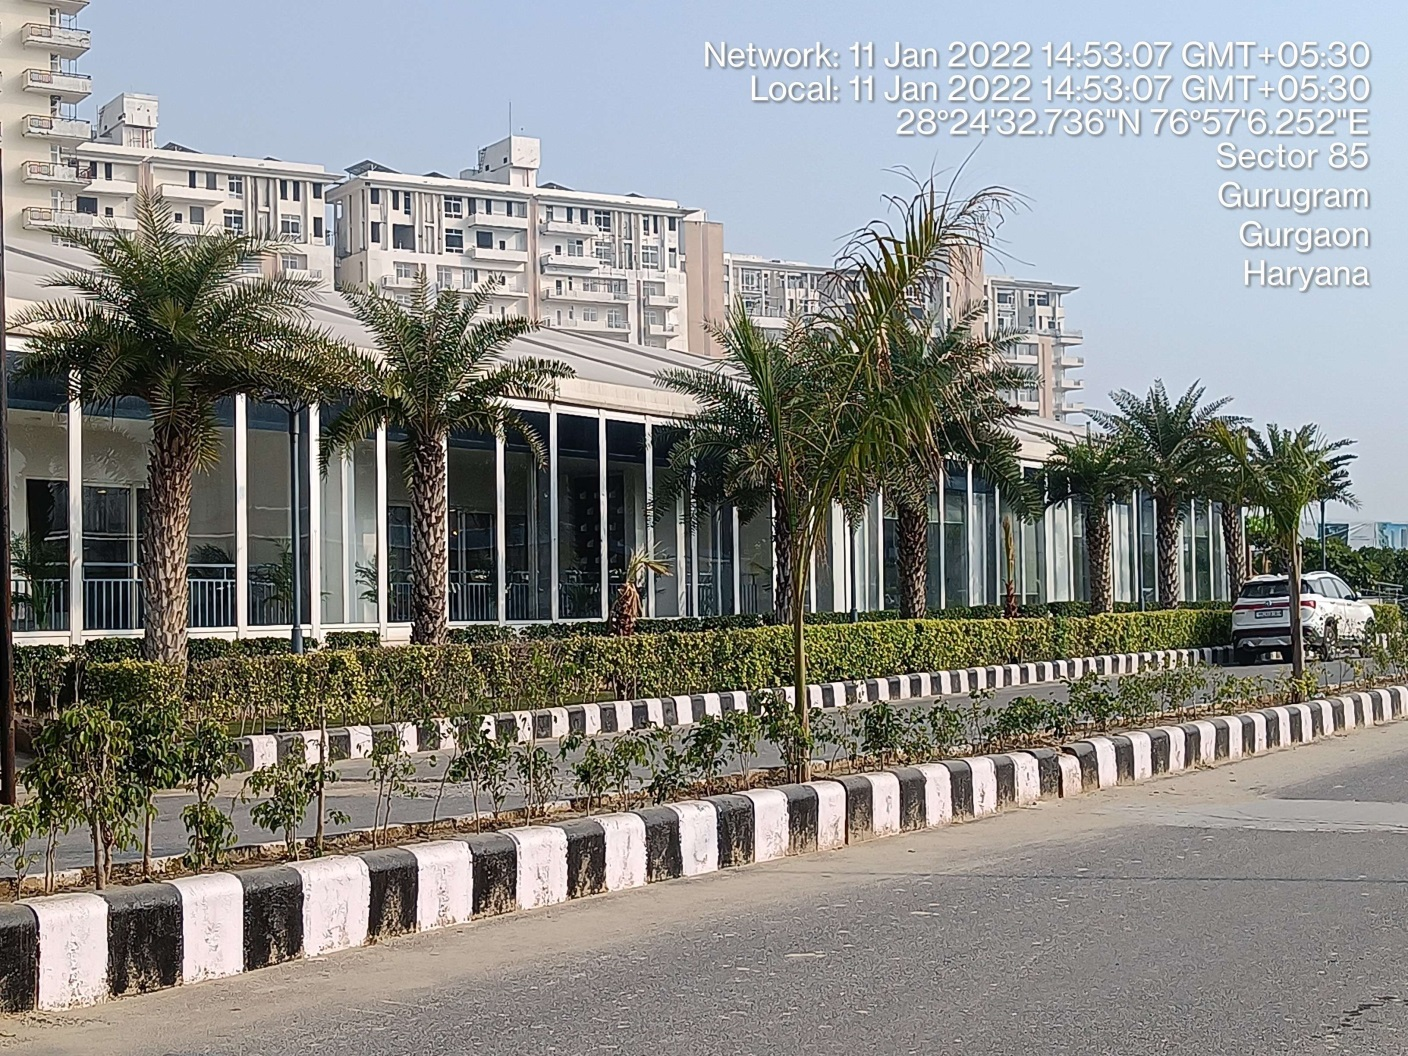 Network: 11 Jan 2022 14:53:07 GMT+05:30
Local: 11 Jan 2022 14:53:07 GMT+05:30
28°24'32.736"N 76°57'6.252"E
Sector 85
Gurugram
Gurgaon
Haryana